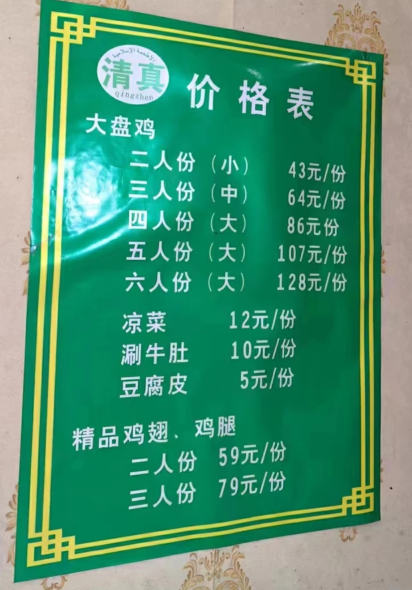 الأطعمة الإسلامية
清真
qingzhen
价格表
大盘鸡
二人份（小） 43元/份
三人份（中） 64元/份
四人份（大） 86元份
五人份（大） 107元/份
六人份（大） 128元/份
凉菜 12元/份
涮牛肚 10元/份
豆腐皮 5元/份
精品鸡翅、鸡腿
二人份 59元/份
三人份 79元/份